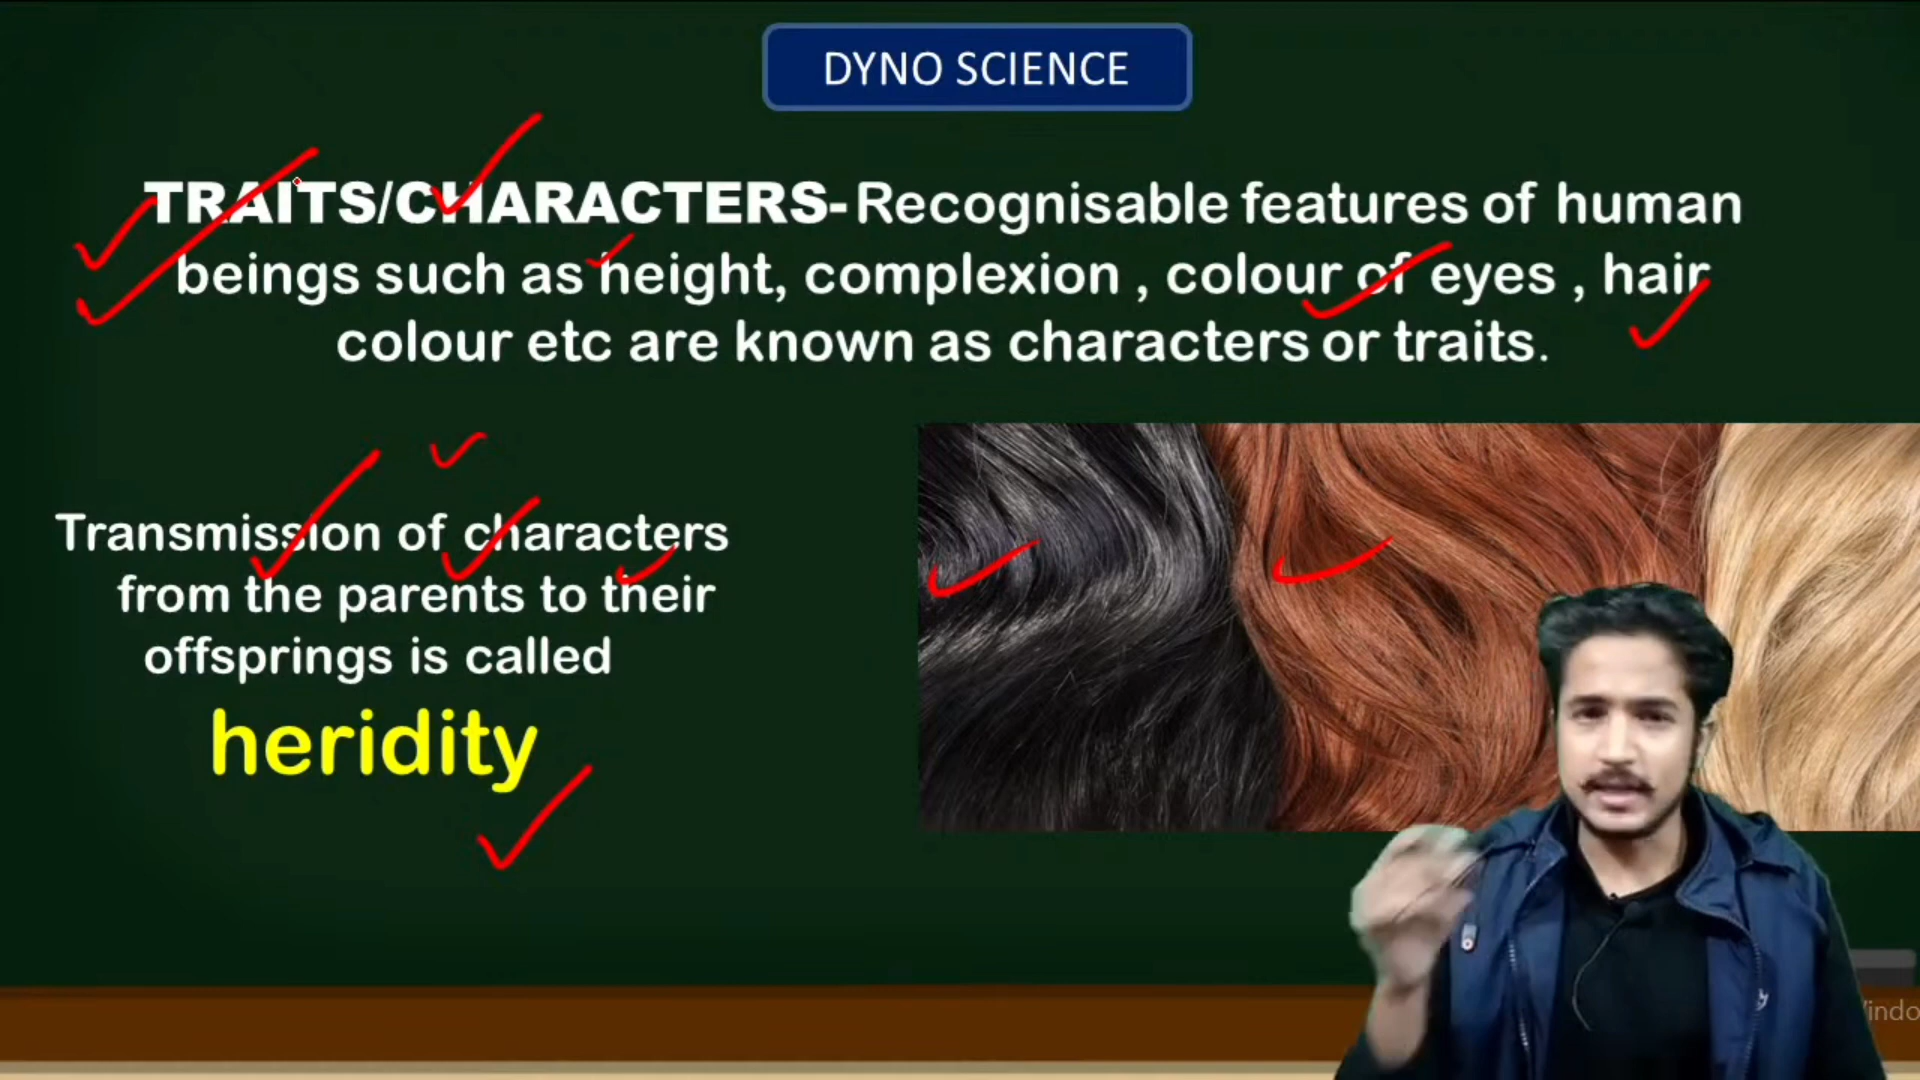 DYNO SCIENCE
TRAITS/CHARACTERS- Recognisable features of human
beings such as height, complexion , colour of eyes , hair
colour etc are known as characters or traits.
Transmission of characters
from the parents to their
offsprings is called
heridity